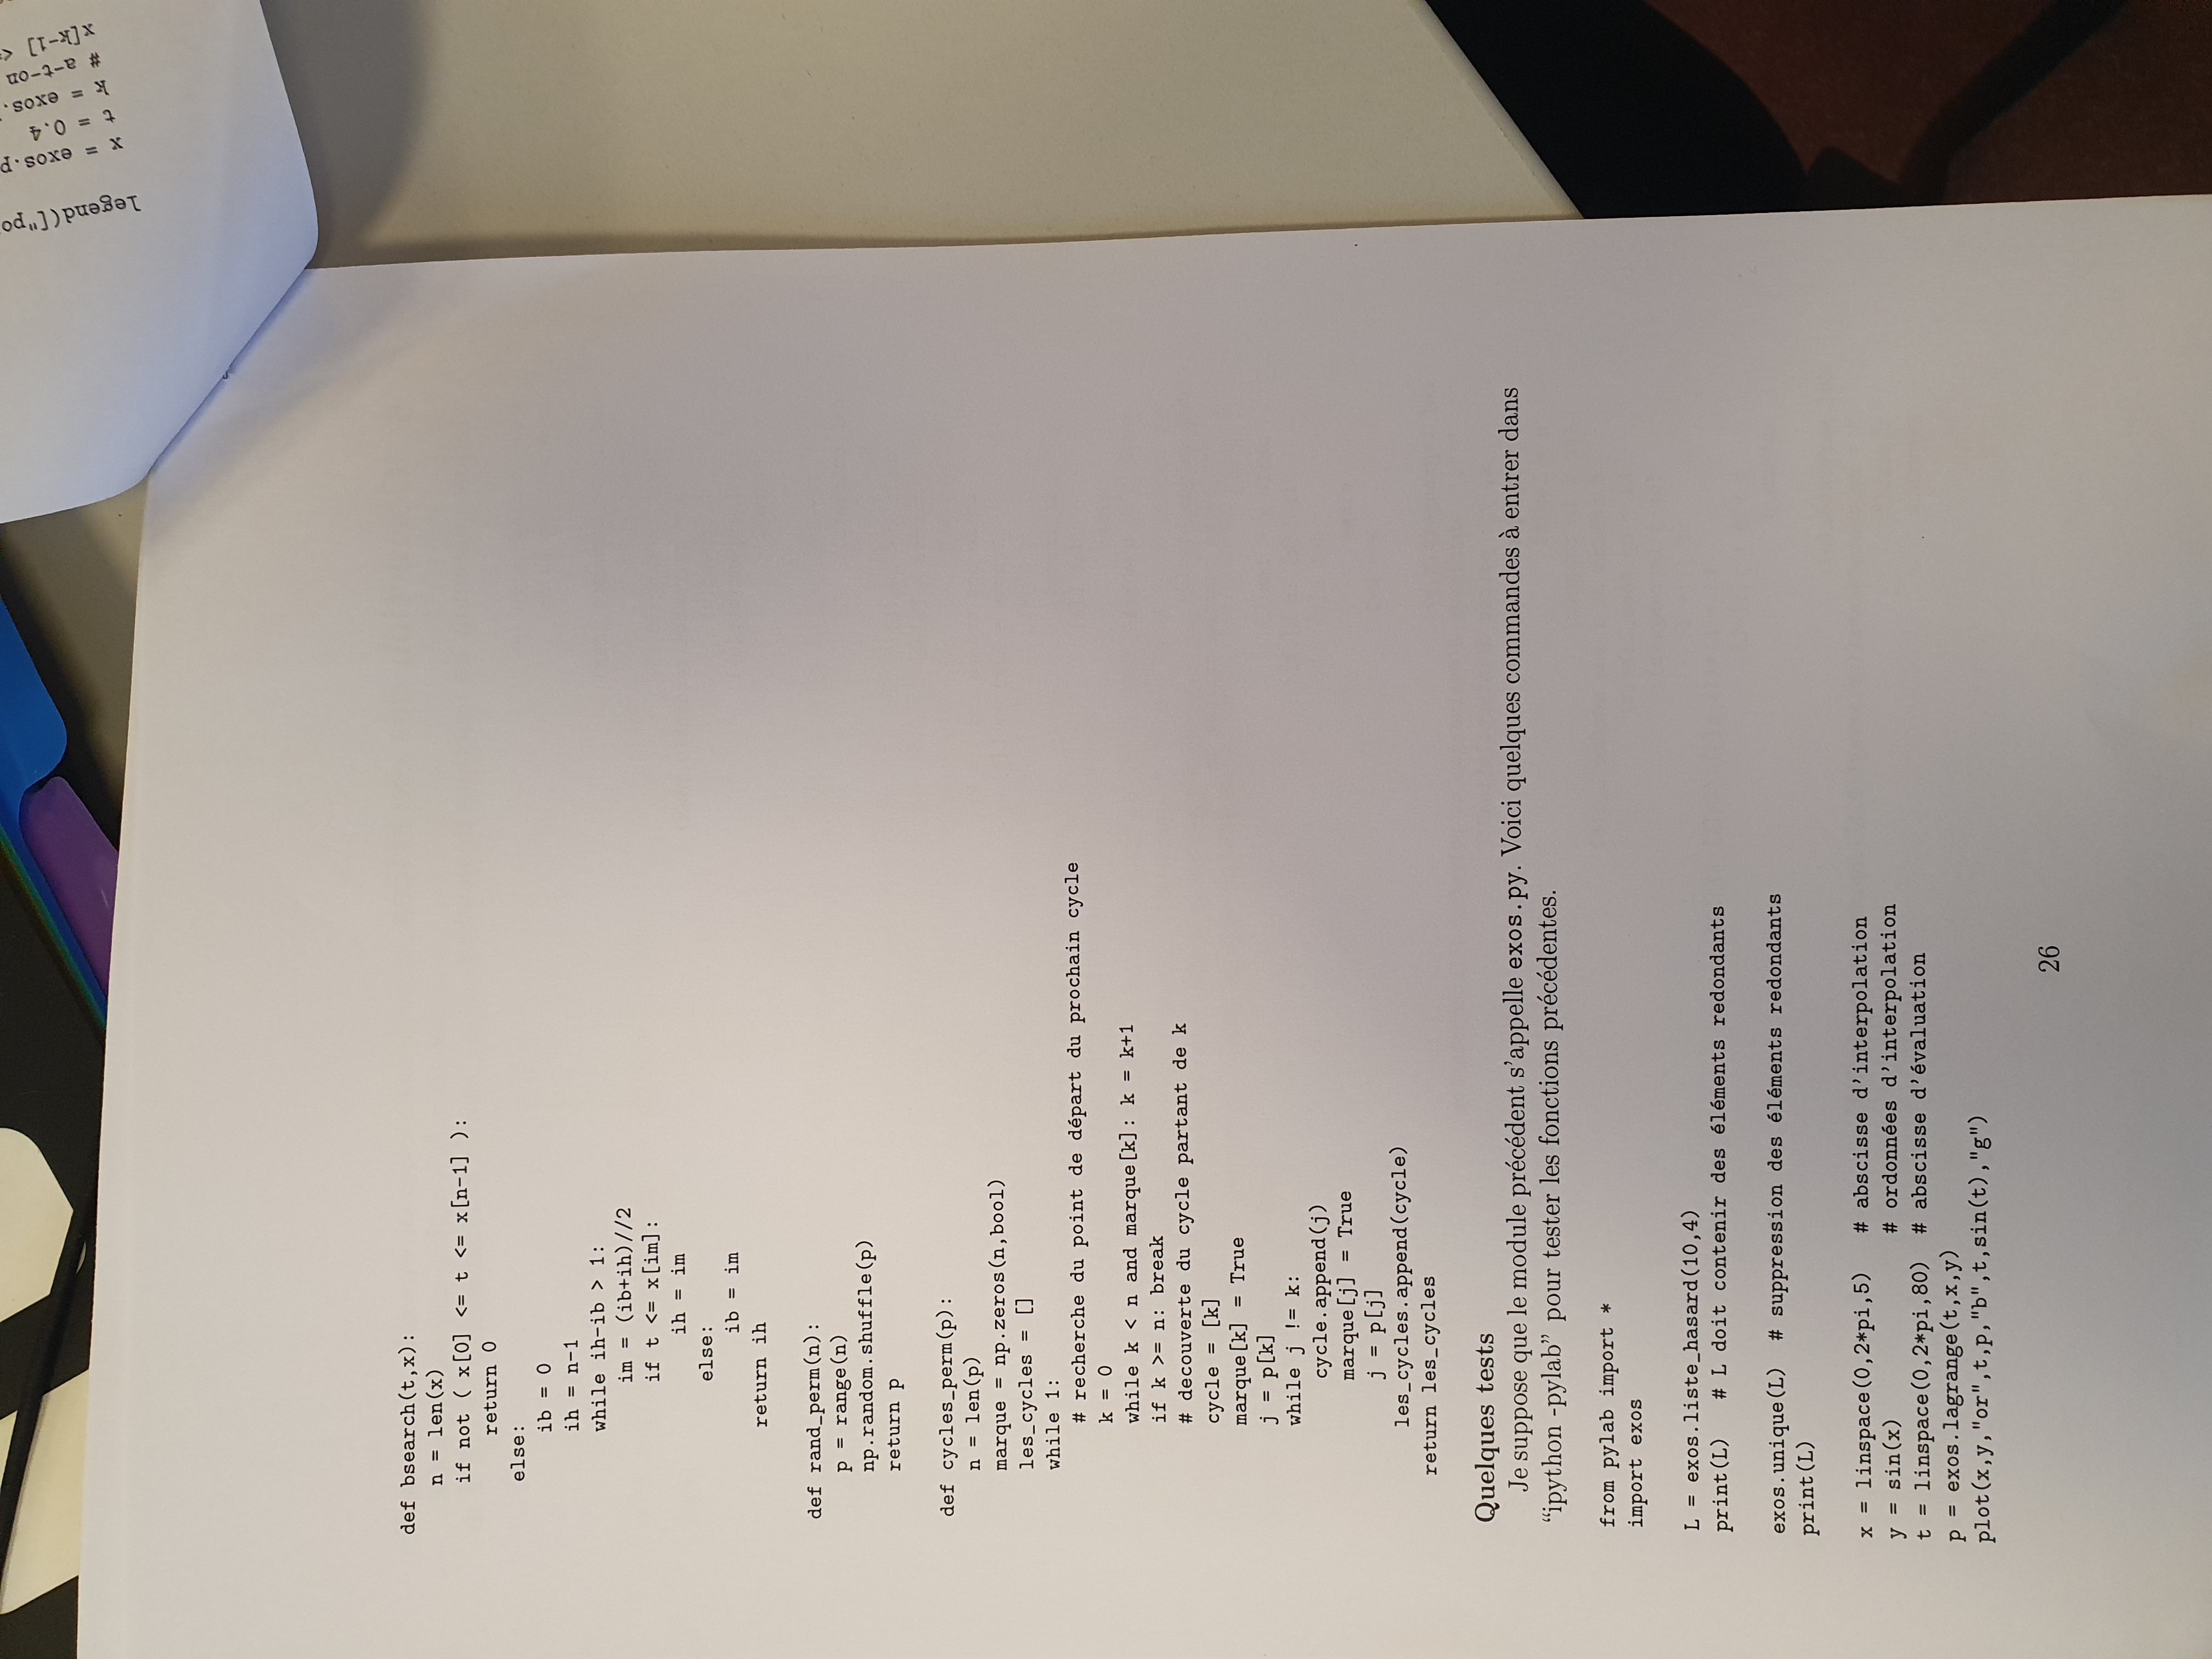 def bsearch(t,x):
    n = len(x)
    if not ( x[0] <= t <= x[n-1] ):
        return 0
    else:
        ib = 0
        ih = n-1
        while ih-ib > 1:
            im = (ib+ih)//2
            if t <= x[im]:
                ih = im
            else:
                ib = im
        return ih

def rand_perm(n):
    p = range(n)
    np.random.shuffle(p)
    return p

def cycles_perm(p):
    n = len(p)
    marque = np.zeros(n,bool)
    les_cycles = []
    while 1:
        # recherche du point de départ du prochain cycle
        k = 0
        while k < n and marque[k]: k = k+1
        if k >= n: break
        # decouverte du cycle partant de k
        cycle = [k]
        marque[k] = True
        j = p[k]
        while j != k:
            cycle.append(j)
            marque[j] = True
            j = p[j]
        les_cycles.append(cycle)
    return les_cycles

Quelques tests
Je suppose que le module précédent s'appelle exos.py. Voici quelques commandes à entrer dans
“ipython -pylab” pour tester les fonctions précédentes.

from pylab import *
import exos

L = exos.liste_hasard(10,4)
print(L)   # L doit contenir des éléments redondants

exos.unique(L)  # suppression des éléments redondants
print(L)

x = linspace(0,2*pi,5)   # abscisse d'interpolation
y = sin(x)               # ordonnées d'interpolation
t = linspace(0,2*pi,80)  # abscisse d'évaluation
p = exos.lagrange(t,x,y)
plot(x,y,"or",t,p,"b",t,sin(t),"g")

26

legend(["po
x = exos.p
t = 0.4
k = exos.
# a-t-on
x[k-1] <